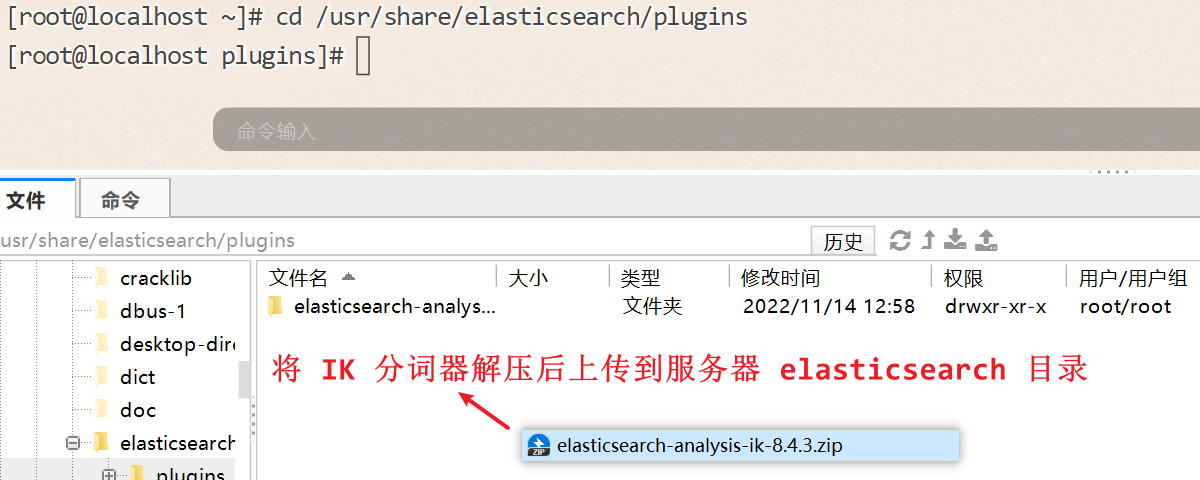 [root@localhost ~]# cd /usr/share/elasticsearch/plugins
[root@localhost plugins]#
命令输入
文件 命令
usr/share/elasticsearch/plugins 历史
文件名 大小 类型 修改时间 权限 用户/用户组
cracklib
elasticsearch-analys... 文件夹 2022/11/14 12:58 drwxr-xr-x root/root
dbus-1
desktop-dire
将 IK 分词器解压后上传到服务器 elasticsearch 目录
dict
doc
elasticsearch
elasticsearch-analysis-ik-8.4.3.zip
ZIP
plugins